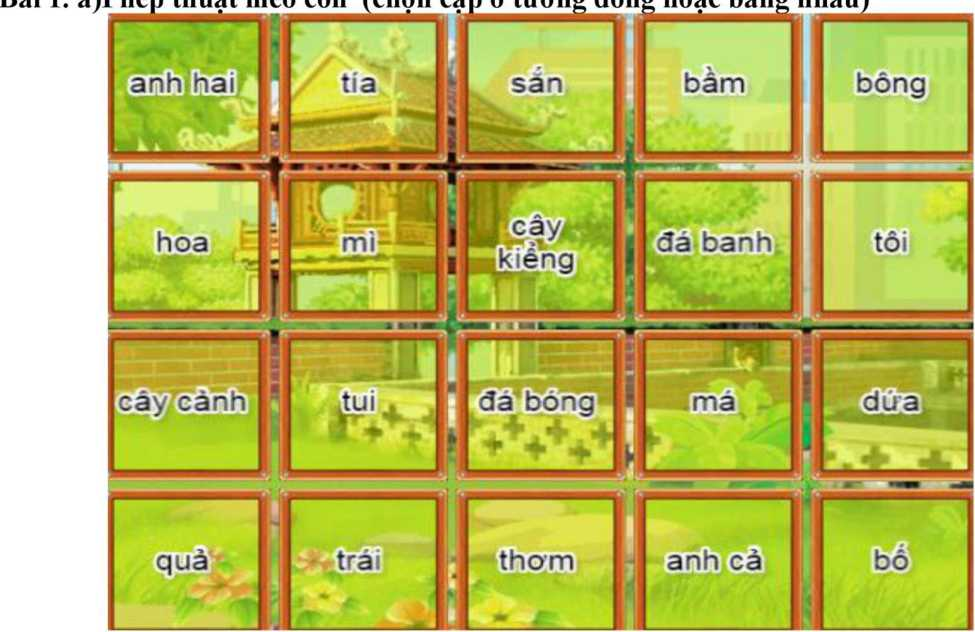 Bài 1. a)Phép thuật mèo con (chọn cặp ô tương đồng hoặc bằng nhau)
anh hai tía sắn bầm bông
hoa mì cây kiểng đá banh tôi
cây cảnh tui đá bóng má dứa
quả trái thơm anh cả bố